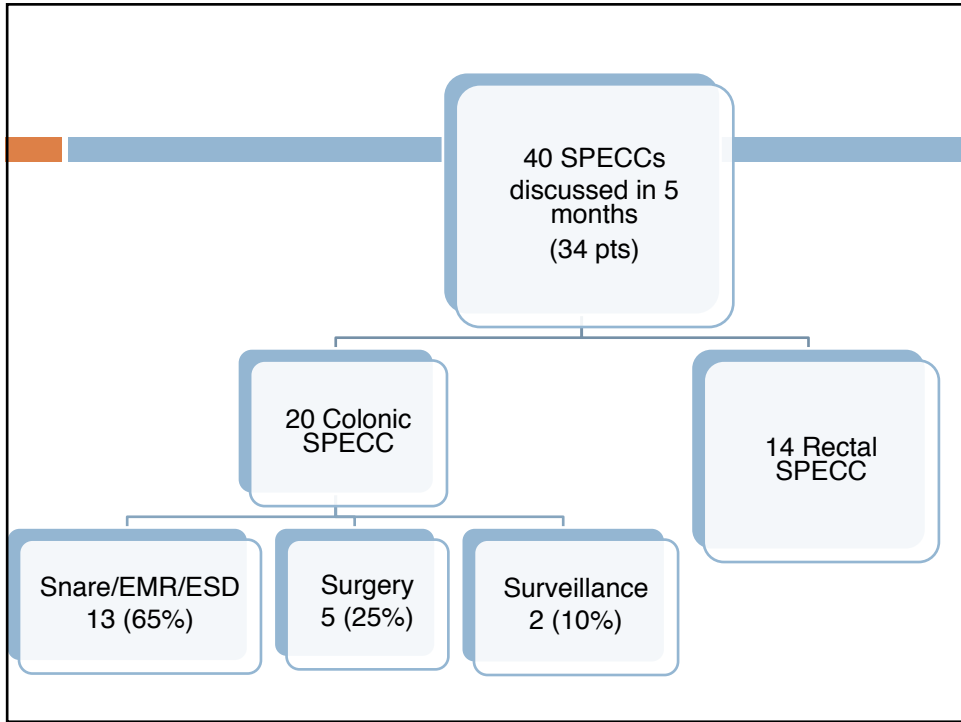 40 SPECCs
discussed in 5
months
(34 pts)
20 Colonic
SPECC
14 Rectal
SPECC
Snare/EMR/ESD
13 (65%)
Surgery
5 (25%)
Surveillance
2 (10%)